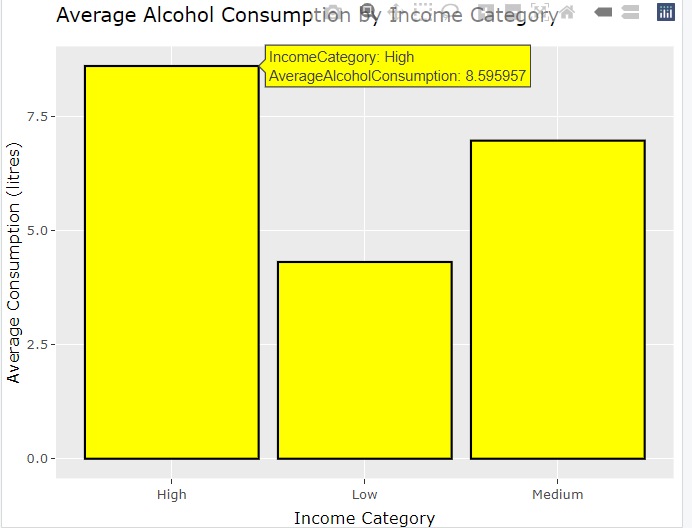 Average Alcohol Consumption by Income Category
IncomeCategory: High
AverageAlcoholConsumption: 8.595957
Average Consumption (litres)
7.5
5.0
2.5
0.0
High Low Medium
Income Category